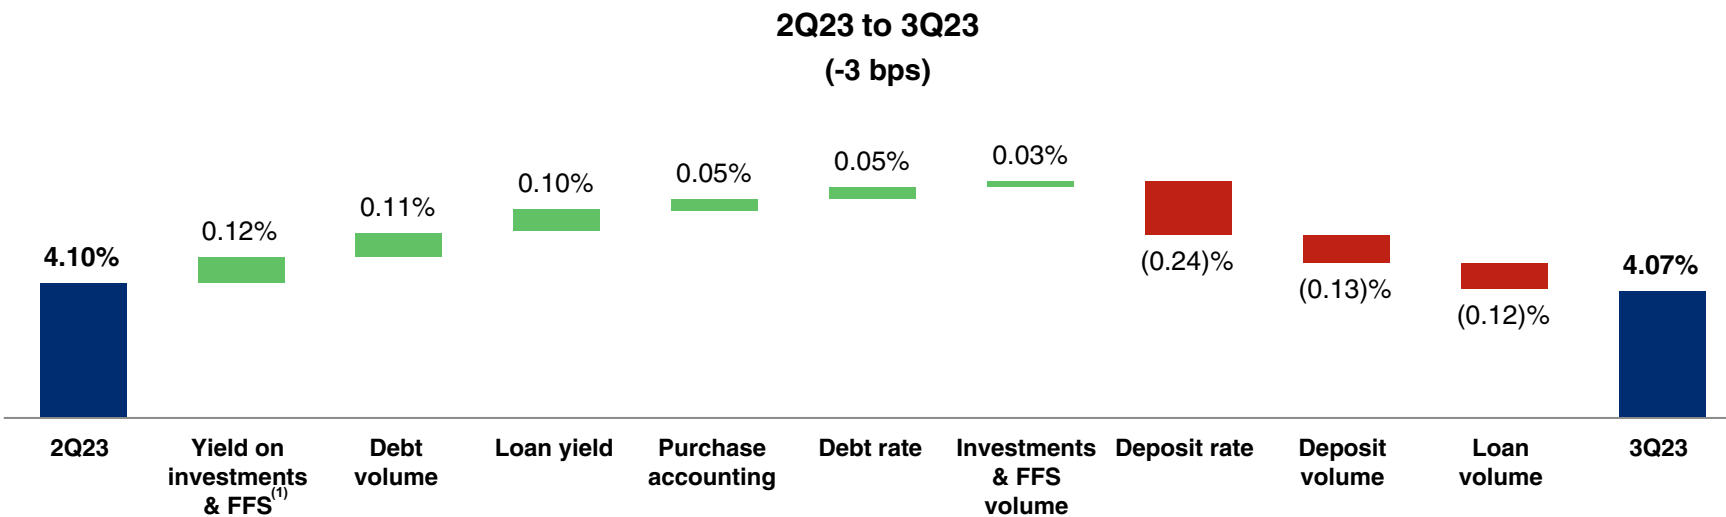 2Q23 to 3Q23
(-3 bps)
4.10%
0.12%
0.11%
0.10%
0.05%
0.05%
0.03%
(0.24)%
(0.13)%
(0.12)%
4.07%
2Q23
Yield on
investments
& FFS(1)
Debt
volume
Loan yield
Purchase
accounting
Debt rate
Investments
& FFS
volume
Deposit rate
Deposit
volume
Loan
volume
3Q23